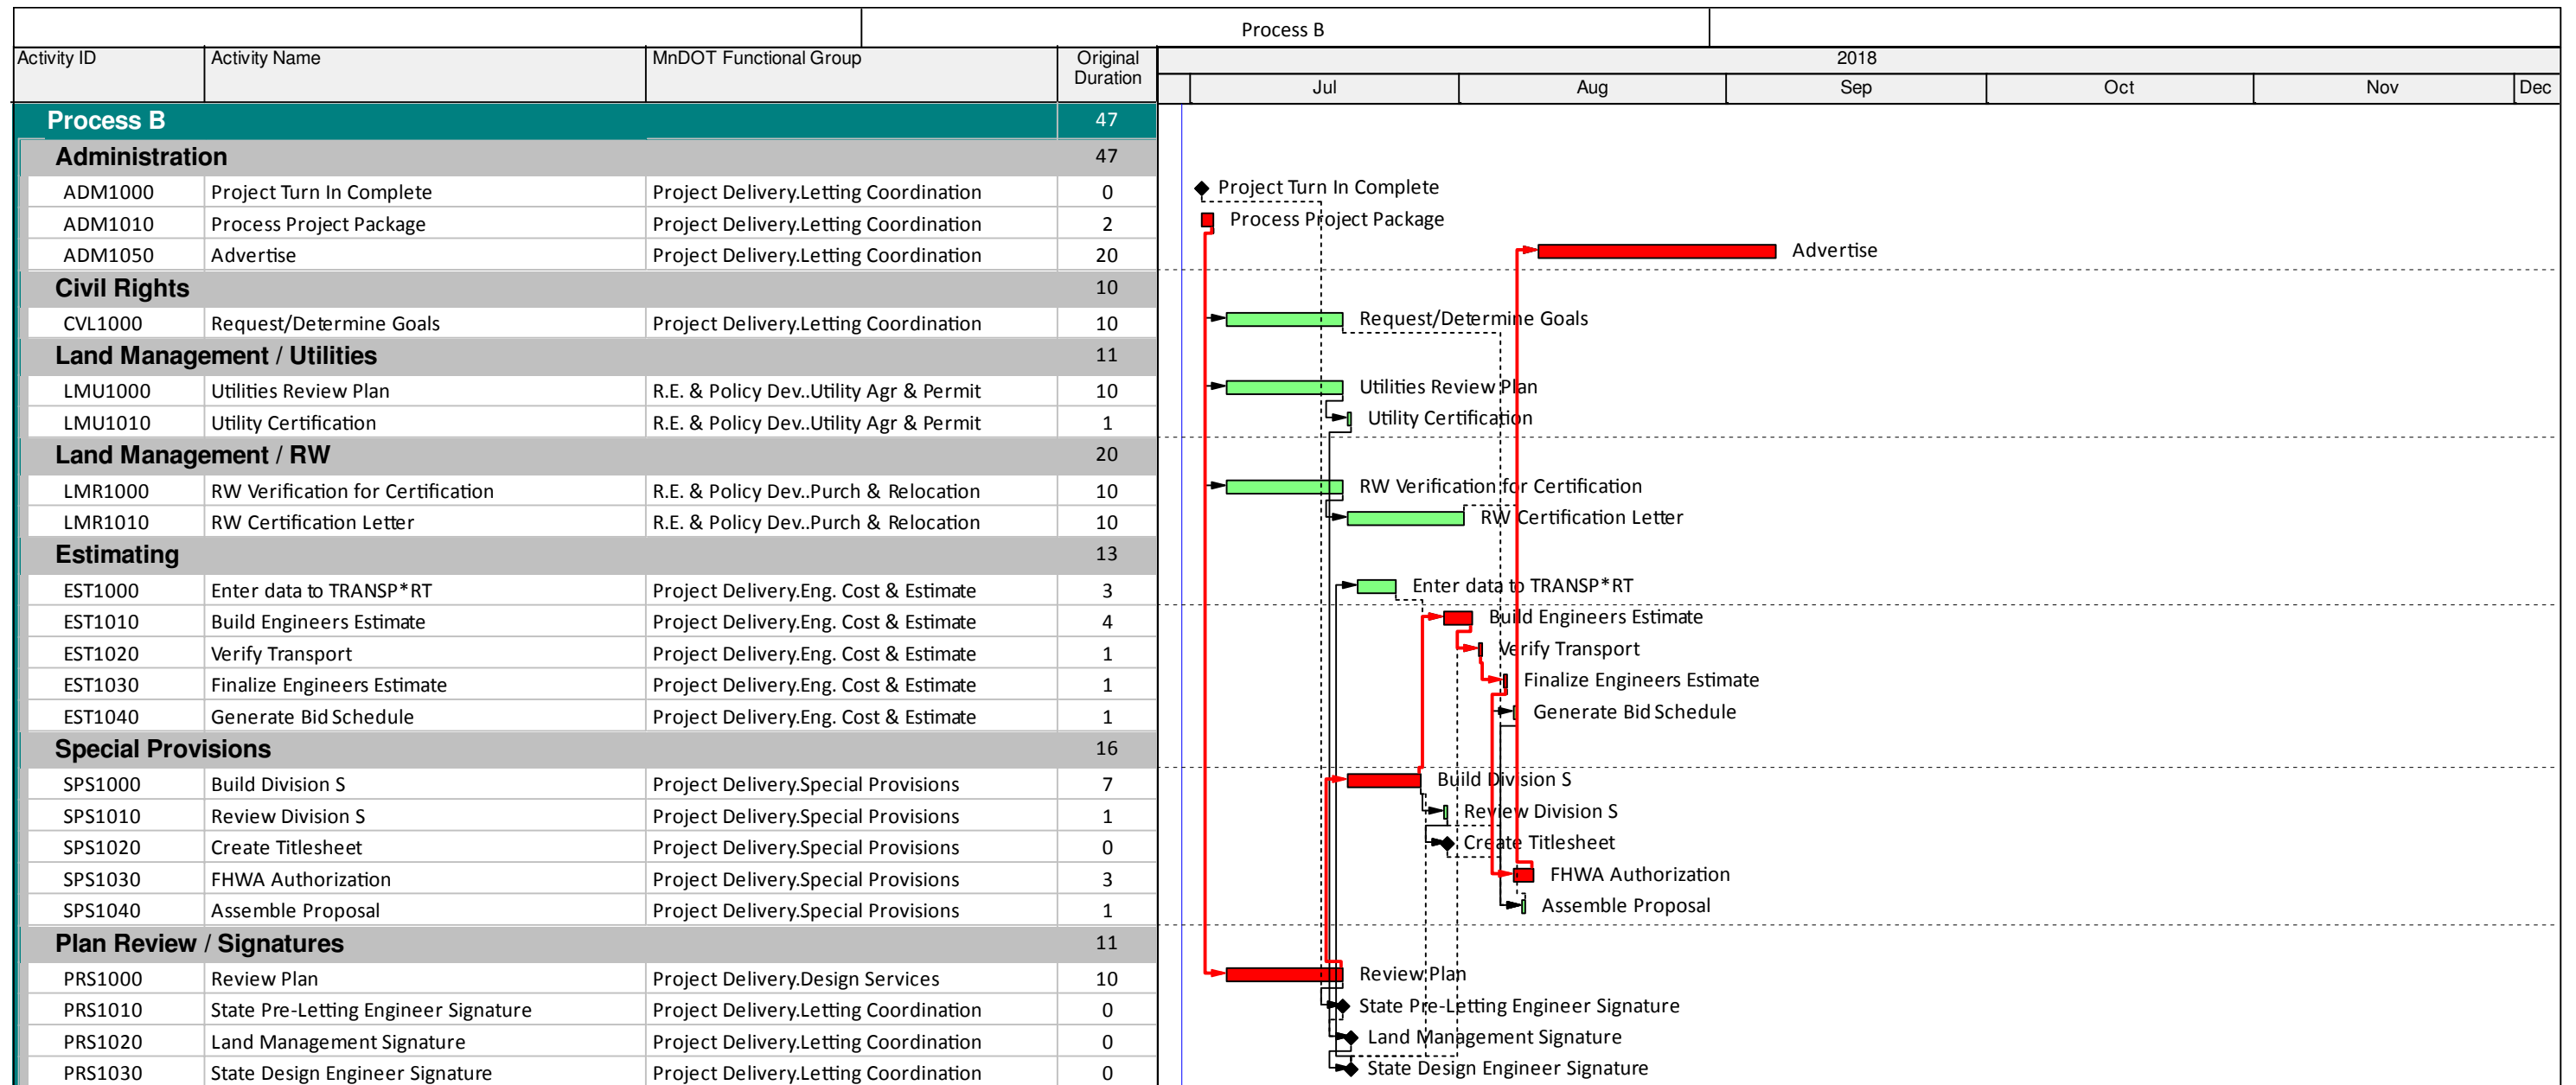 Process B
Activity ID Activity Name MnDOT Functional Group Original Duration 2018
Jul Aug Sep Oct Nov Dec
Process B 47
Administration 47
ADM1000 Project Turn In Complete Project Delivery.Letting Coordination 0 Project Turn In Complete
ADM1010 Process Project Package Project Delivery.Letting Coordination 2 Process Project Package
ADM1050 Advertise Project Delivery.Letting Coordination 20 Advertise
Civil Rights 10
CVL1000 Request/Determine Goals Project Delivery.Letting Coordination 10 Request/Determine Goals
Land Management / Utilities 11
LMU1000 Utilities Review Plan R.E. & Policy Dev..Utility Agr & Permit 10 Utilities Review Plan
LMU1010 Utility Certification R.E. & Policy Dev..Utility Agr & Permit 1 Utility Certification
Land Management / RW 20
LMR1000 RW Verification for Certification R.E. & Policy Dev..Purch & Relocation 10 RW Verification for Certification
LMR1010 RW Certification Letter R.E. & Policy Dev..Purch & Relocation 10 RW Certification Letter
Estimating 13
EST1000 Enter data to TRANSP*RT Project Delivery.Eng. Cost & Estimate 3 Enter data to TRANSP*RT
EST1010 Build Engineers Estimate Project Delivery.Eng. Cost & Estimate 4 Build Engineers Estimate
EST1020 Verify Transport Project Delivery.Eng. Cost & Estimate 1 Verify Transport
EST1030 Finalize Engineers Estimate Project Delivery.Eng. Cost & Estimate 1 Finalize Engineers Estimate
EST1040 Generate Bid Schedule Project Delivery.Eng. Cost & Estimate 1 Generate Bid Schedule
Special Provisions 16
SPS1000 Build Division S Project Delivery.Special Provisions 7 Build Division S
SPS1010 Review Division S Project Delivery.Special Provisions 1 Review Division S
SPS1020 Create Titlesheet Project Delivery.Special Provisions 0 Create Titlesheet
SPS1030 FHWA Authorization Project Delivery.Special Provisions 3 FHWA Authorization
SPS1040 Assemble Proposal Project Delivery.Special Provisions 1 Assemble Proposal
Plan Review / Signatures 11
PRS1000 Review Plan Project Delivery.Design Services 10 Review Plan
PRS1010 State Pre-Letting Engineer Signature Project Delivery.Letting Coordination 0 State Pre-Letting Engineer Signature
PRS1020 Land Management Signature Project Delivery.Letting Coordination 0 Land Management Signature
PRS1030 State Design Engineer Signature Project Delivery.Letting Coordination 0 State Design Engineer Signature